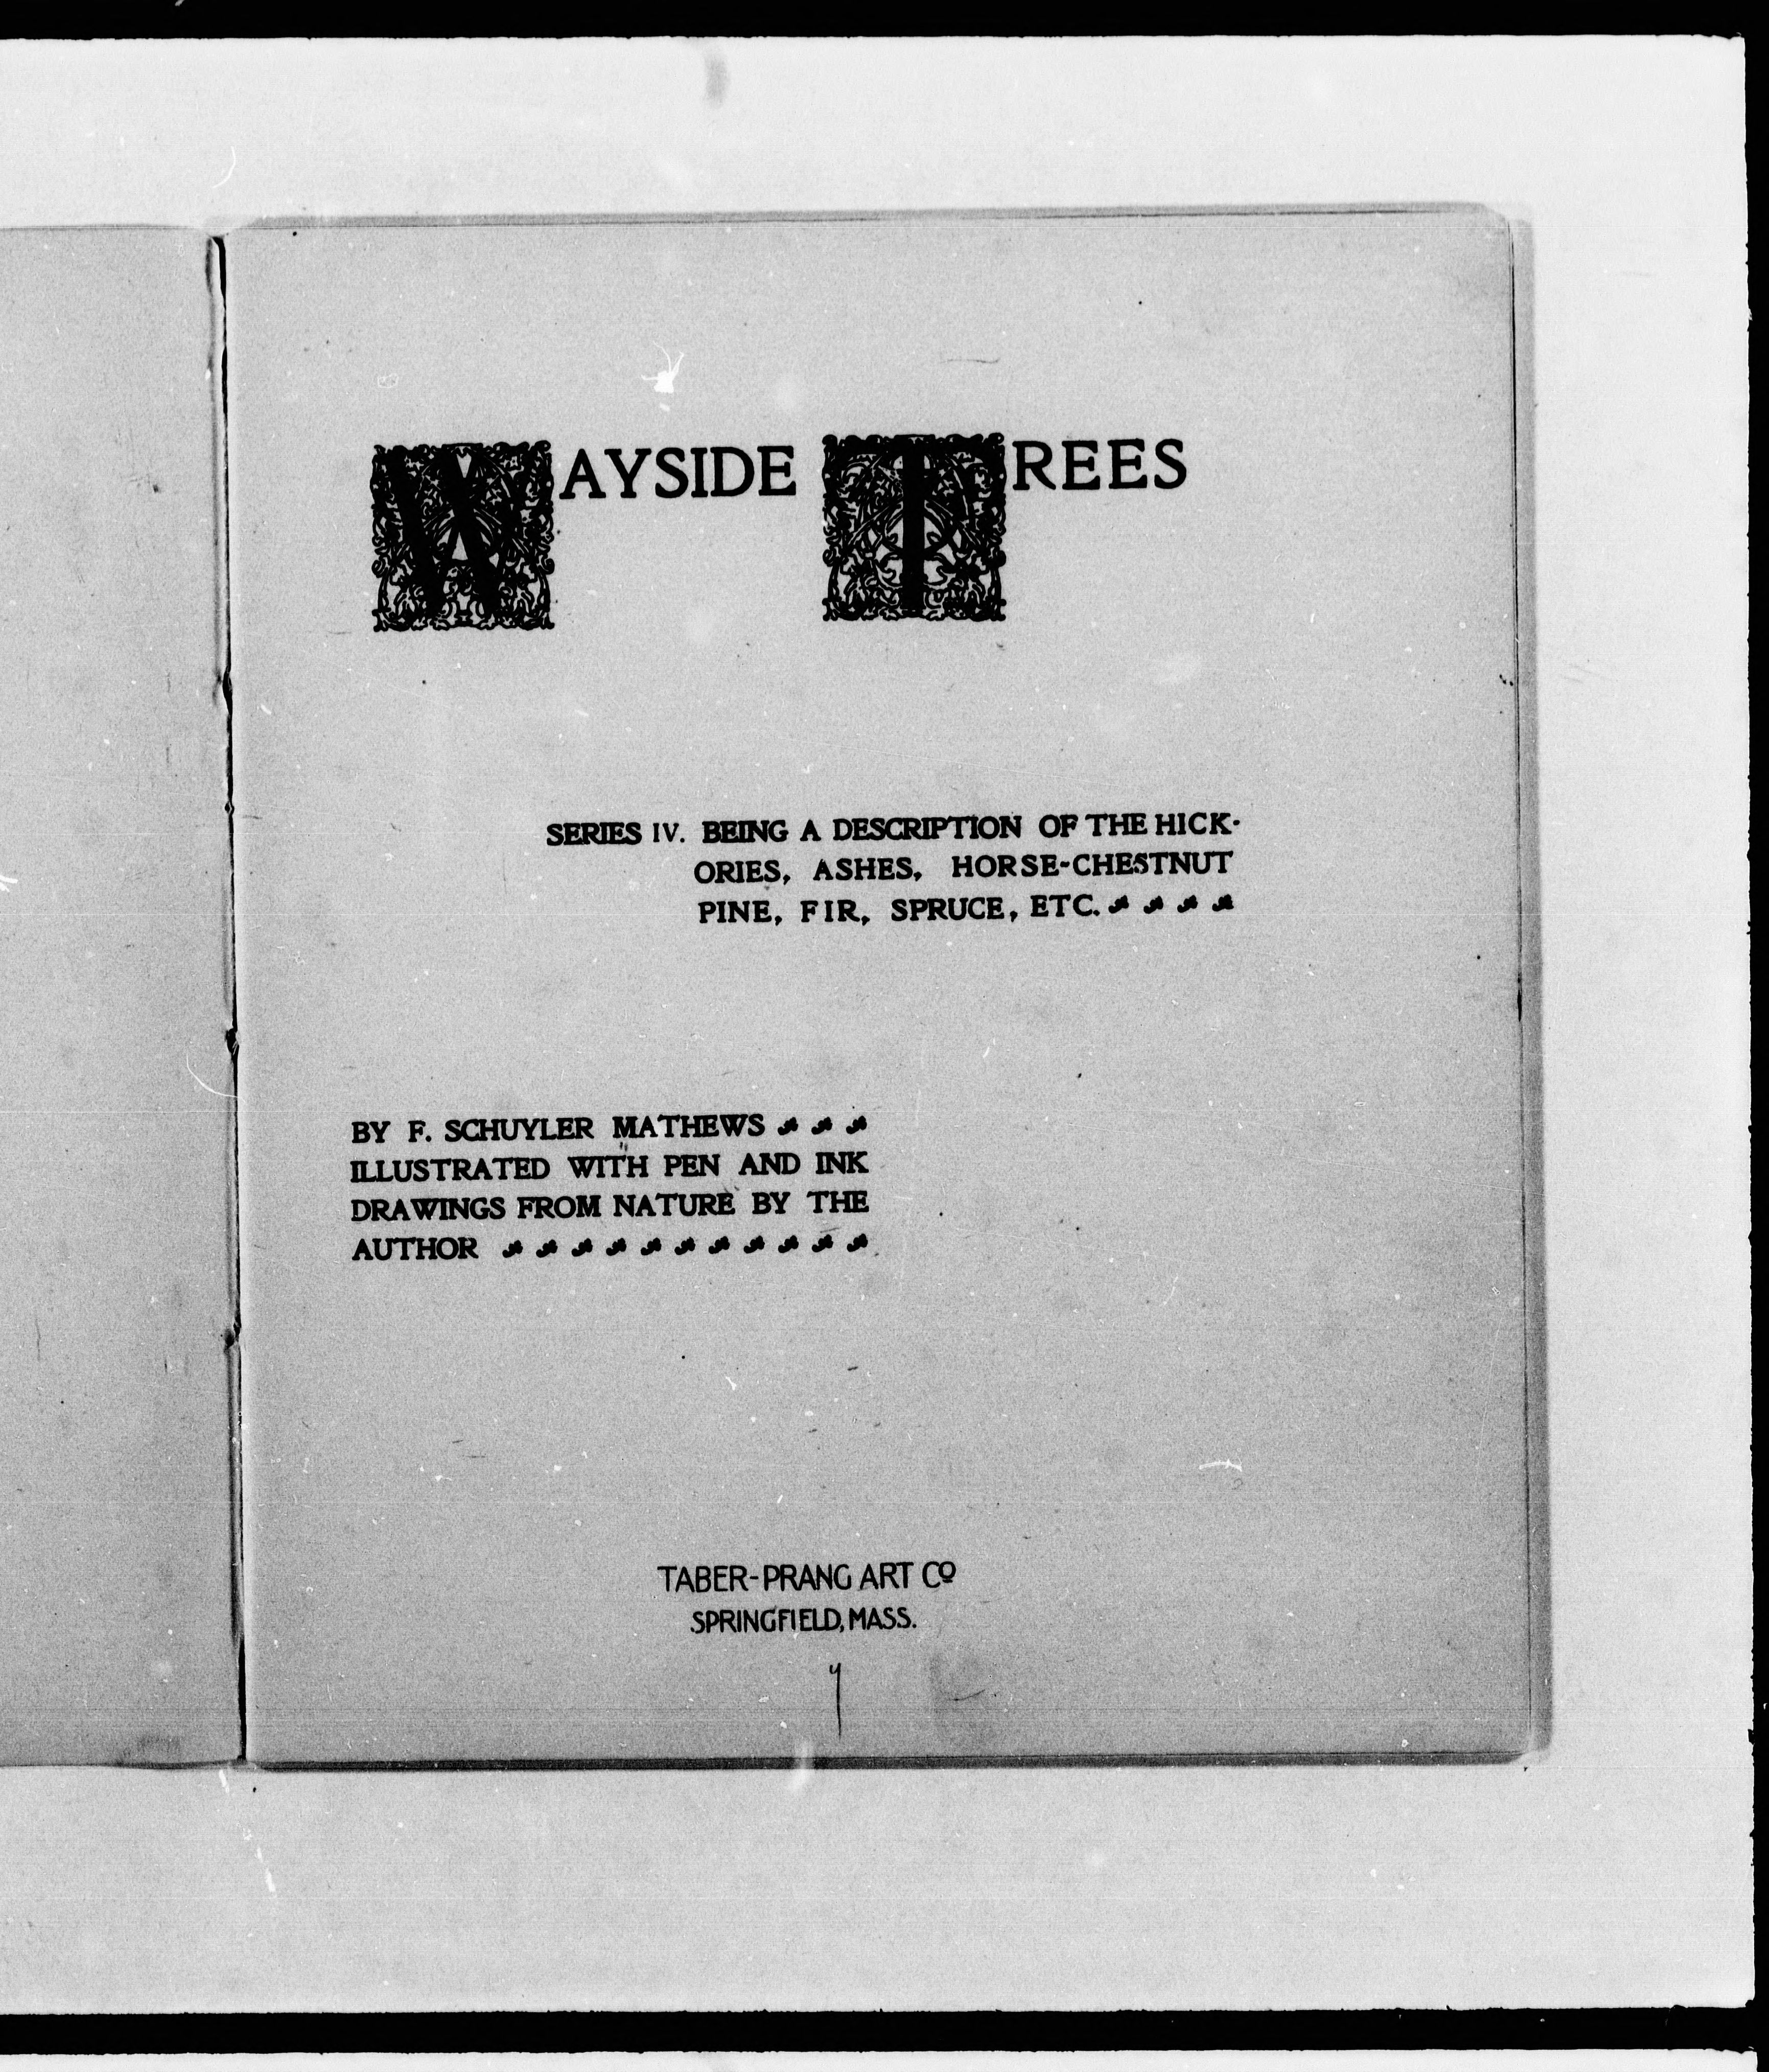 WAYSIDE TREES
SERIES IV. BEING A DESCRIPTION OF THE HICK-
ORIES, ASHES, HORSE-CHESTNUT
PINE, FIR, SPRUCE, ETC.
BY F. SCHUYLER MATHEWS
ILLUSTRATED WITH PEN AND INK
DRAWINGS FROM NATURE BY THE
AUTHOR
TABER-PRANG ART CO
SPRINGFIELD, MASS.